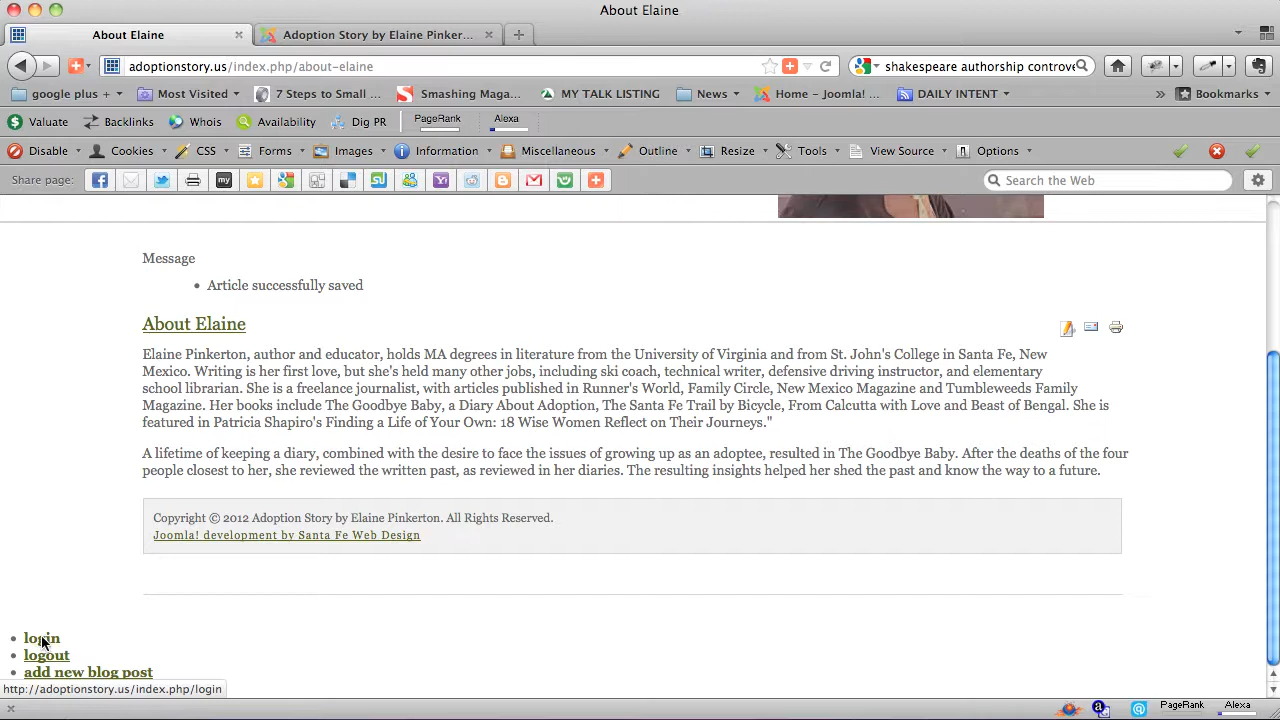 About Elaine
About Elaine
Adoption Story by Elaine Pinker...
adoptionstory.us/index.php/about-elaine
shakespeare authorship controve
google plus +
Most Visited
7 Steps to Small ...
Smashing Maga...
MY TALK LISTING
News
Home - Joomla! ...
DAILY INTENT
»
Bookmarks
Valuate
Backlinks
Whois
Availability
Dig PR
PageRank
Alexa
Disable
Cookies
CSS
Forms
Images
Information
Miscellaneous
Outline
Resize
Tools
View Source
Options
Share page:
my
Search the Web
Message
• Article successfully saved
About Elaine
Elaine Pinkerton, author and educator, holds MA degrees in literature from the University of Virginia and from St. John's College in Santa Fe, New
Mexico. Writing is her first love, but she's held many other jobs, including ski coach, technical writer, defensive driving instructor, and elementary
school librarian. She is a freelance journalist, with articles published in Runner's World, Family Circle, New Mexico Magazine and Tumbleweeds Family
Magazine. Her books include The Goodbye Baby, a Diary About Adoption, The Santa Fe Trail by Bicycle, From Calcutta with Love and Beast of Bengal. She is
featured in Patricia Shapiro's Finding a Life of Your Own: 18 Wise Women Reflect on Their Journeys."
A lifetime of keeping a diary, combined with the desire to face the issues of growing up as an adoptee, resulted in The Goodbye Baby. After the deaths of the four
people closest to her, she reviewed the written past, as reviewed in her diaries. The resulting insights helped her shed the past and know the way to a future.
Copyright © 2012 Adoption Story by Elaine Pinkerton. All Rights Reserved.
Joomla! development by Santa Fe Web Design
• login
• logout
• add new blog post
http://adoptionstory.us/index.php/login
PageRank
Alexa